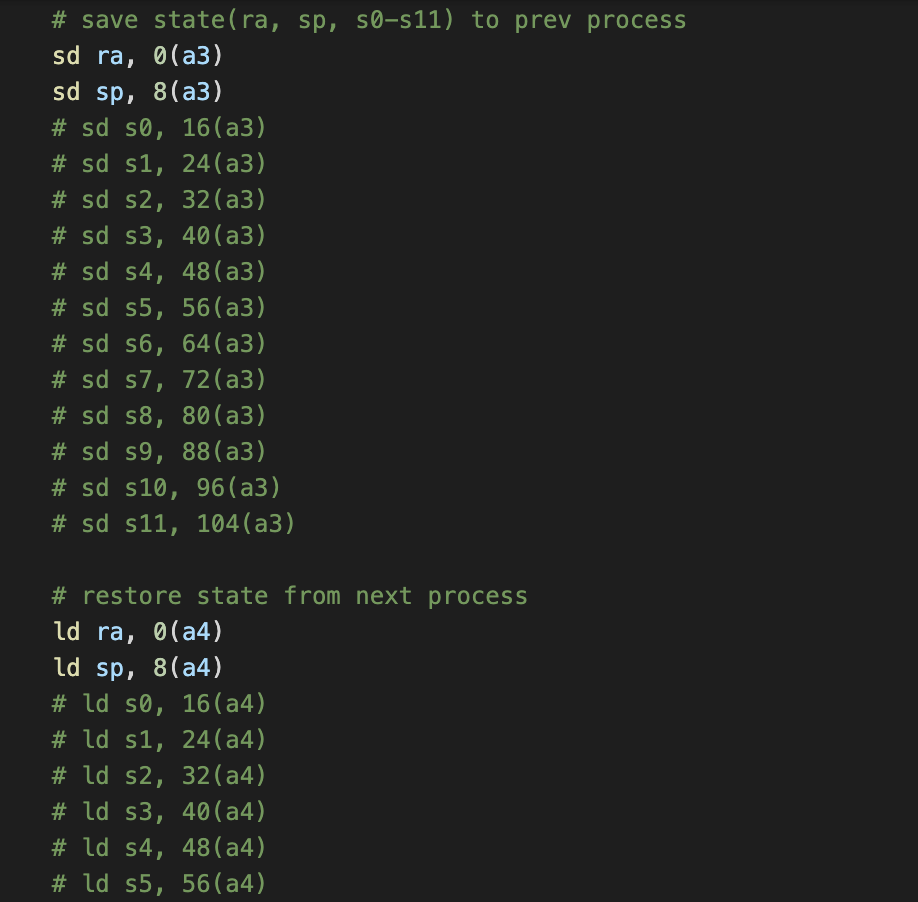 # save state(ra, sp, s0-s11) to prev process
sd ra, 0(a3)
sd sp, 8(a3)
# sd s0, 16(a3)
# sd s1, 24(a3)
# sd s2, 32(a3)
# sd s3, 40(a3)
# sd s4, 48(a3)
# sd s5, 56(a3)
# sd s6, 64(a3)
# sd s7, 72(a3)
# sd s8, 80(a3)
# sd s9, 88(a3)
# sd s10, 96(a3)
# sd s11, 104(a3)
# restore state from next process
ld ra, 0(a4)
ld sp, 8(a4)
# ld s0, 16(a4)
# ld s1, 24(a4)
# ld s2, 32(a4)
# ld s3, 40(a4)
# ld s4, 48(a4)
# ld s5, 56(a4)